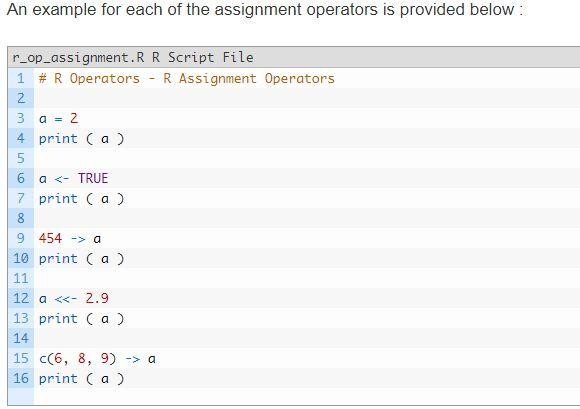 An example for each of the assignment operators is provided below :
r_op_assignment.R R Script File
1 # R Operators - R Assignment Operators
2
3 a = 2
4 print ( a )
5
6 a <- TRUE
7 print ( a )
8
9 454 -> a
10 print ( a )
11
12 a <<- 2.9
13 print ( a )
14
15 c(6, 8, 9) -> a
16 print ( a )